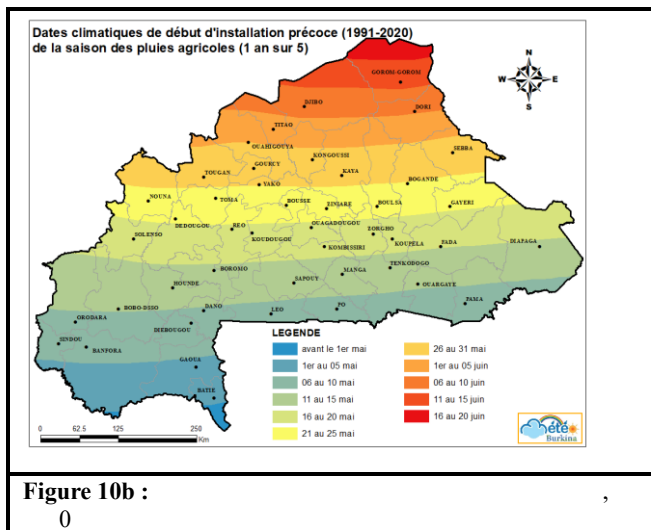 Dates climatiques de début d'installation précoce (1991-2020)
de la saison des pluies agricoles (1 an sur 5)
N
W E
S
GOROM-GOROM
DJIBO
DORI
TITAO
OUAHIGOUYA
SEBBA
KONGOUSSI
GOURCY
KAYA
TOUGAN
YAKO
BOGANDE
NOUNA
TOMA
BOUSSE
ZINIARE
BOULSA
GAYERI
DEDOUGOU
REO
OUAGADOUGOU
SOLENSO
KOUDOUGOU
ZORGHO
KOUPELA
FADA
DIAPAGA
KOMBISSIRI
BOROMO
MANGA
TENKODOGO
HOUNDE
SAPOUY
OUARGAYE
BOBO-DISO
DANO
LEO
PO
PAMA
ORODARA
DIEBOUGOU
SINDOU
BANFORA
GAOUA
BATIE
LEGENDE
avant le 1er mai
1er au 05 mai
06 au 10 mai
11 au 15 mai
16 au 20 mai
21 au 25 mai
26 au 31 mai
1er au 05 juin
06 au 10 juin
11 au 15 juin
16 au 20 juin
0 62.5 125 250
Km
Météo
Burkina
Figure 10b : ,
0